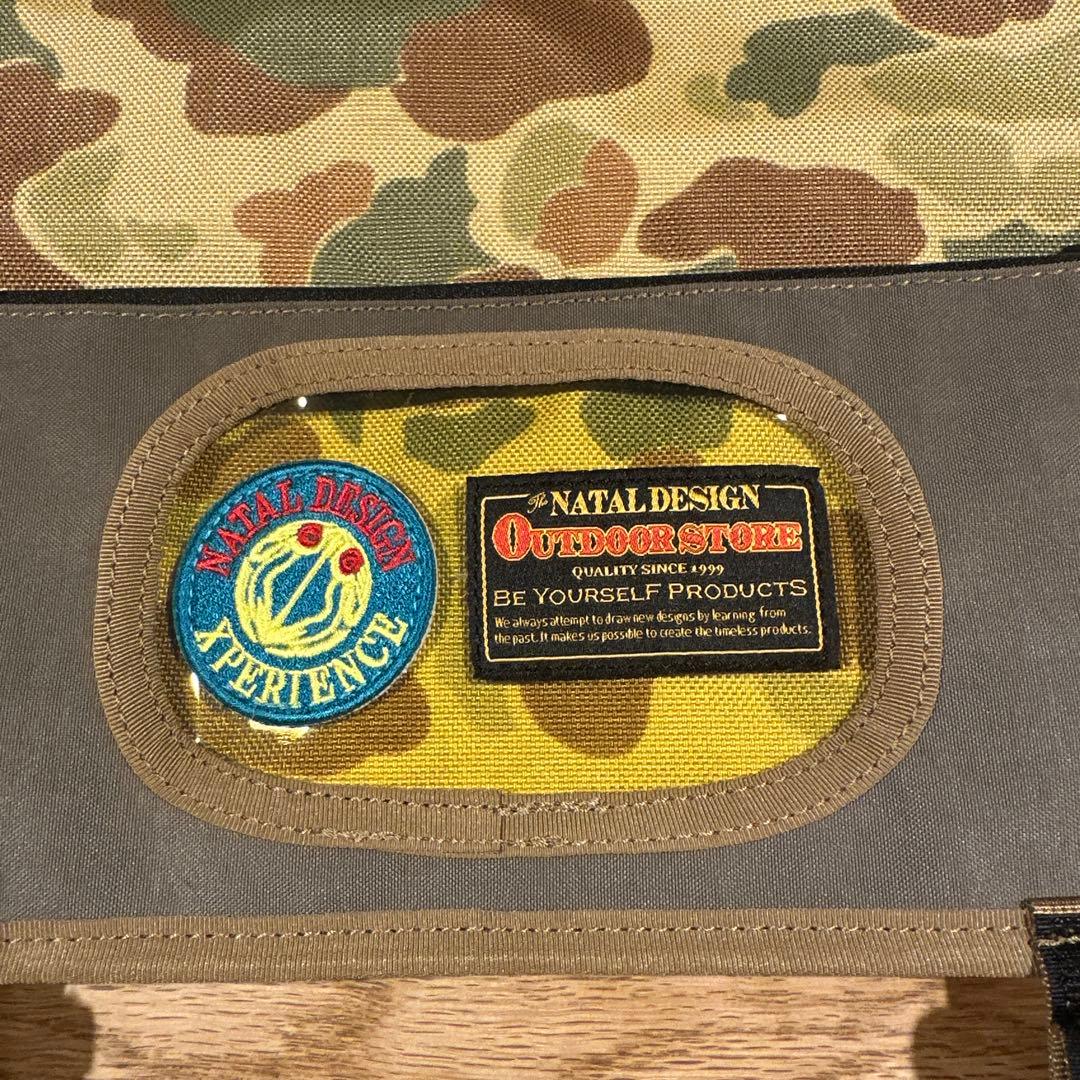 NATAL DESIGN
XPERIENCE
The NATAL DESIGN
OUTDOOR STORE
QUALITY SINCE 1999
BE YOURSELF PRODUCTS
We always attempt to draw new designs by learning from
the past. It makes us possible to create the timeless products.